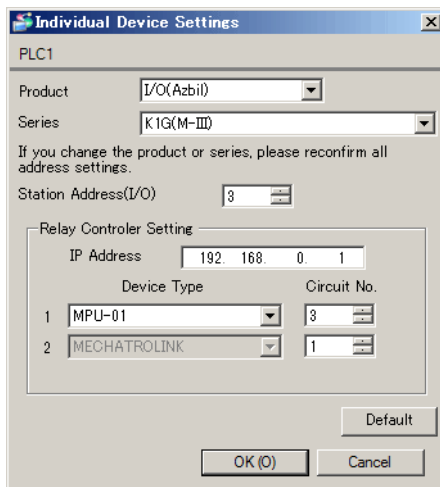 Individual Device Settings
PLC1
Product I/O(Azbil)
Series K1G(M-III)
If you change the product or series, please reconfirm all
address settings.
Station Address(I/O) 3
Relay Controler Setting
IP Address 192. 168. 0. 1
Device Type Circuit No.
1 MPU-01 3
2 MECHATROLINK 1
Default
OK (O) Cancel